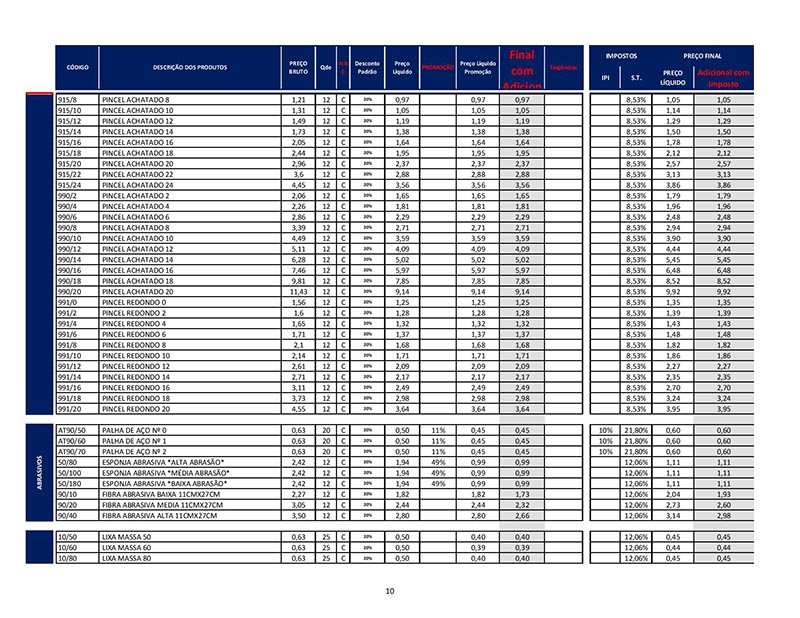 CÓDIGO DESCRIÇÃO DOS PRODUTOS PREÇO BRUTO Qde Desconto Padrão Preço Líquido PROMOÇÃO Preço Líquido Promoção Final com Adicion IMPOSTOS IPI S.T. PREÇO FINAL PREÇO LÍQUIDO Adicional com Imposto
915/8 PINCEL ACHATADO 8 1,21 12 C 20% 0,97 0,97 0,97 8,53% 1,05 1,05
915/10 PINCEL ACHATADO 10 1,31 12 C 20% 1,05 1,05 1,05 8,53% 1,14 1,14
915/12 PINCEL ACHATADO 12 1,49 12 C 20% 1,19 1,19 1,19 8,53% 1,29 1,29
915/14 PINCEL ACHATADO 14 1,73 12 C 20% 1,38 1,38 1,38 8,53% 1,50 1,50
915/16 PINCEL ACHATADO 16 2,05 12 C 20% 1,64 1,64 1,64 8,53% 1,78 1,78
915/18 PINCEL ACHATADO 18 2,44 12 C 20% 1,95 1,95 1,95 8,53% 2,12 2,12
915/20 PINCEL ACHATADO 20 2,96 12 C 20% 2,37 2,37 2,37 8,53% 2,57 2,57
915/22 PINCEL ACHATADO 22 3,6 12 C 20% 2,88 2,88 2,88 8,53% 3,13 3,13
915/24 PINCEL ACHATADO 24 4,45 12 C 20% 3,56 3,56 3,56 8,53% 3,86 3,86
990/2 PINCEL ACHATADO 2 2,06 12 C 20% 1,65 1,65 1,65 8,53% 1,79 1,79
990/4 PINCEL ACHATADO 4 2,26 12 C 20% 1,81 1,81 1,81 8,53% 1,96 1,96
990/6 PINCEL ACHATADO 6 2,86 12 C 20% 2,29 2,29 2,29 8,53% 2,48 2,48
990/8 PINCEL ACHATADO 8 3,39 12 C 20% 2,71 2,71 2,71 8,53% 2,94 2,94
990/10 PINCEL ACHATADO 10 4,49 12 C 20% 3,59 3,59 3,59 8,53% 3,90 3,90
990/12 PINCEL ACHATADO 12 5,11 12 C 20% 4,09 4,09 4,09 8,53% 4,44 4,44
990/14 PINCEL ACHATADO 14 6,28 12 C 20% 5,02 5,02 5,02 8,53% 5,45 5,45
990/16 PINCEL ACHATADO 16 7,46 12 C 20% 5,97 5,97 5,97 8,53% 6,48 6,48
990/18 PINCEL ACHATADO 18 9,81 12 C 20% 7,85 7,85 7,85 8,53% 8,52 8,52
990/20 PINCEL ACHATADO 20 11,43 12 C 20% 9,14 9,14 9,14 8,53% 9,92 9,92
991/0 PINCEL REDONDO 0 1,56 12 C 20% 1,25 1,25 1,25 8,53% 1,35 1,35
991/2 PINCEL REDONDO 2 1,6 12 C 20% 1,28 1,28 1,28 8,53% 1,39 1,39
991/4 PINCEL REDONDO 4 1,65 12 C 20% 1,32 1,32 1,32 8,53% 1,43 1,43
991/6 PINCEL REDONDO 6 1,71 12 C 20% 1,37 1,37 1,37 8,53% 1,48 1,48
991/8 PINCEL REDONDO 8 2,1 12 C 20% 1,68 1,68 1,68 8,53% 1,82 1,82
991/10 PINCEL REDONDO 10 2,14 12 C 20% 1,71 1,71 1,71 8,53% 1,86 1,86
991/12 PINCEL REDONDO 12 2,61 12 C 20% 2,09 2,09 2,09 8,53% 2,27 2,27
991/14 PINCEL REDONDO 14 2,71 12 C 20% 2,17 2,17 2,17 8,53% 2,35 2,35
991/16 PINCEL REDONDO 16 3,11 12 C 20% 2,49 2,49 2,49 8,53% 2,70 2,70
991/18 PINCEL REDONDO 18 3,73 12 C 20% 2,98 2,98 2,98 8,53% 3,24 3,24
991/20 PINCEL REDONDO 20 4,55 12 C 20% 3,64 3,64 3,64 8,53% 3,95 3,95
ABRASIVOS
AT90/50 PALHA DE AÇO Nº 0 0,63 20 C 20% 0,50 11% 0,45 0,45 10% 21,80% 0,60 0,60
AT90/60 PALHA DE AÇO Nº 1 0,63 20 C 20% 0,50 11% 0,45 0,45 10% 21,80% 0,60 0,60
AT90/70 PALHA DE AÇO Nº 2 0,63 20 C 20% 0,50 11% 0,45 0,45 10% 21,80% 0,60 0,60
50/80 ESPONJA ABRASIVA *ALTA ABRASÃO* 2,42 12 C 20% 1,94 49% 0,99 0,99 12,06% 1,11 1,11
50/100 ESPONJA ABRASIVA *MÉDIA ABRASÃO* 2,42 12 C 20% 1,94 49% 0,99 0,99 12,06% 1,11 1,11
50/180 ESPONJA ABRASIVA *BAIXA ABRASÃO* 2,42 12 C 20% 1,94 49% 0,99 0,99 12,06% 1,11 1,11
90/10 FIBRA ABRASIVA BAIXA 11CMX27CM 2,27 12 C 20% 1,82 1,82 1,73 12,06% 2,04 1,93
90/20 FIBRA ABRASIVA MEDIA 11CMX27CM 3,05 12 C 20% 2,44 2,44 2,32 12,06% 2,73 2,60
90/40 FIBRA ABRASIVA ALTA 11CMX27CM 3,50 12 C 20% 2,80 2,80 2,66 12,06% 3,14 2,98
10/50 LIXA MASSA 50 0,63 25 C 20% 0,50 0,40 0,40 12,06% 0,45 0,45
10/60 LIXA MASSA 60 0,63 25 C 20% 0,50 0,39 0,39 12,06% 0,44 0,44
10/80 LIXA MASSA 80 0,63 25 C 20% 0,50 0,40 0,40 12,06% 0,45 0,45
10